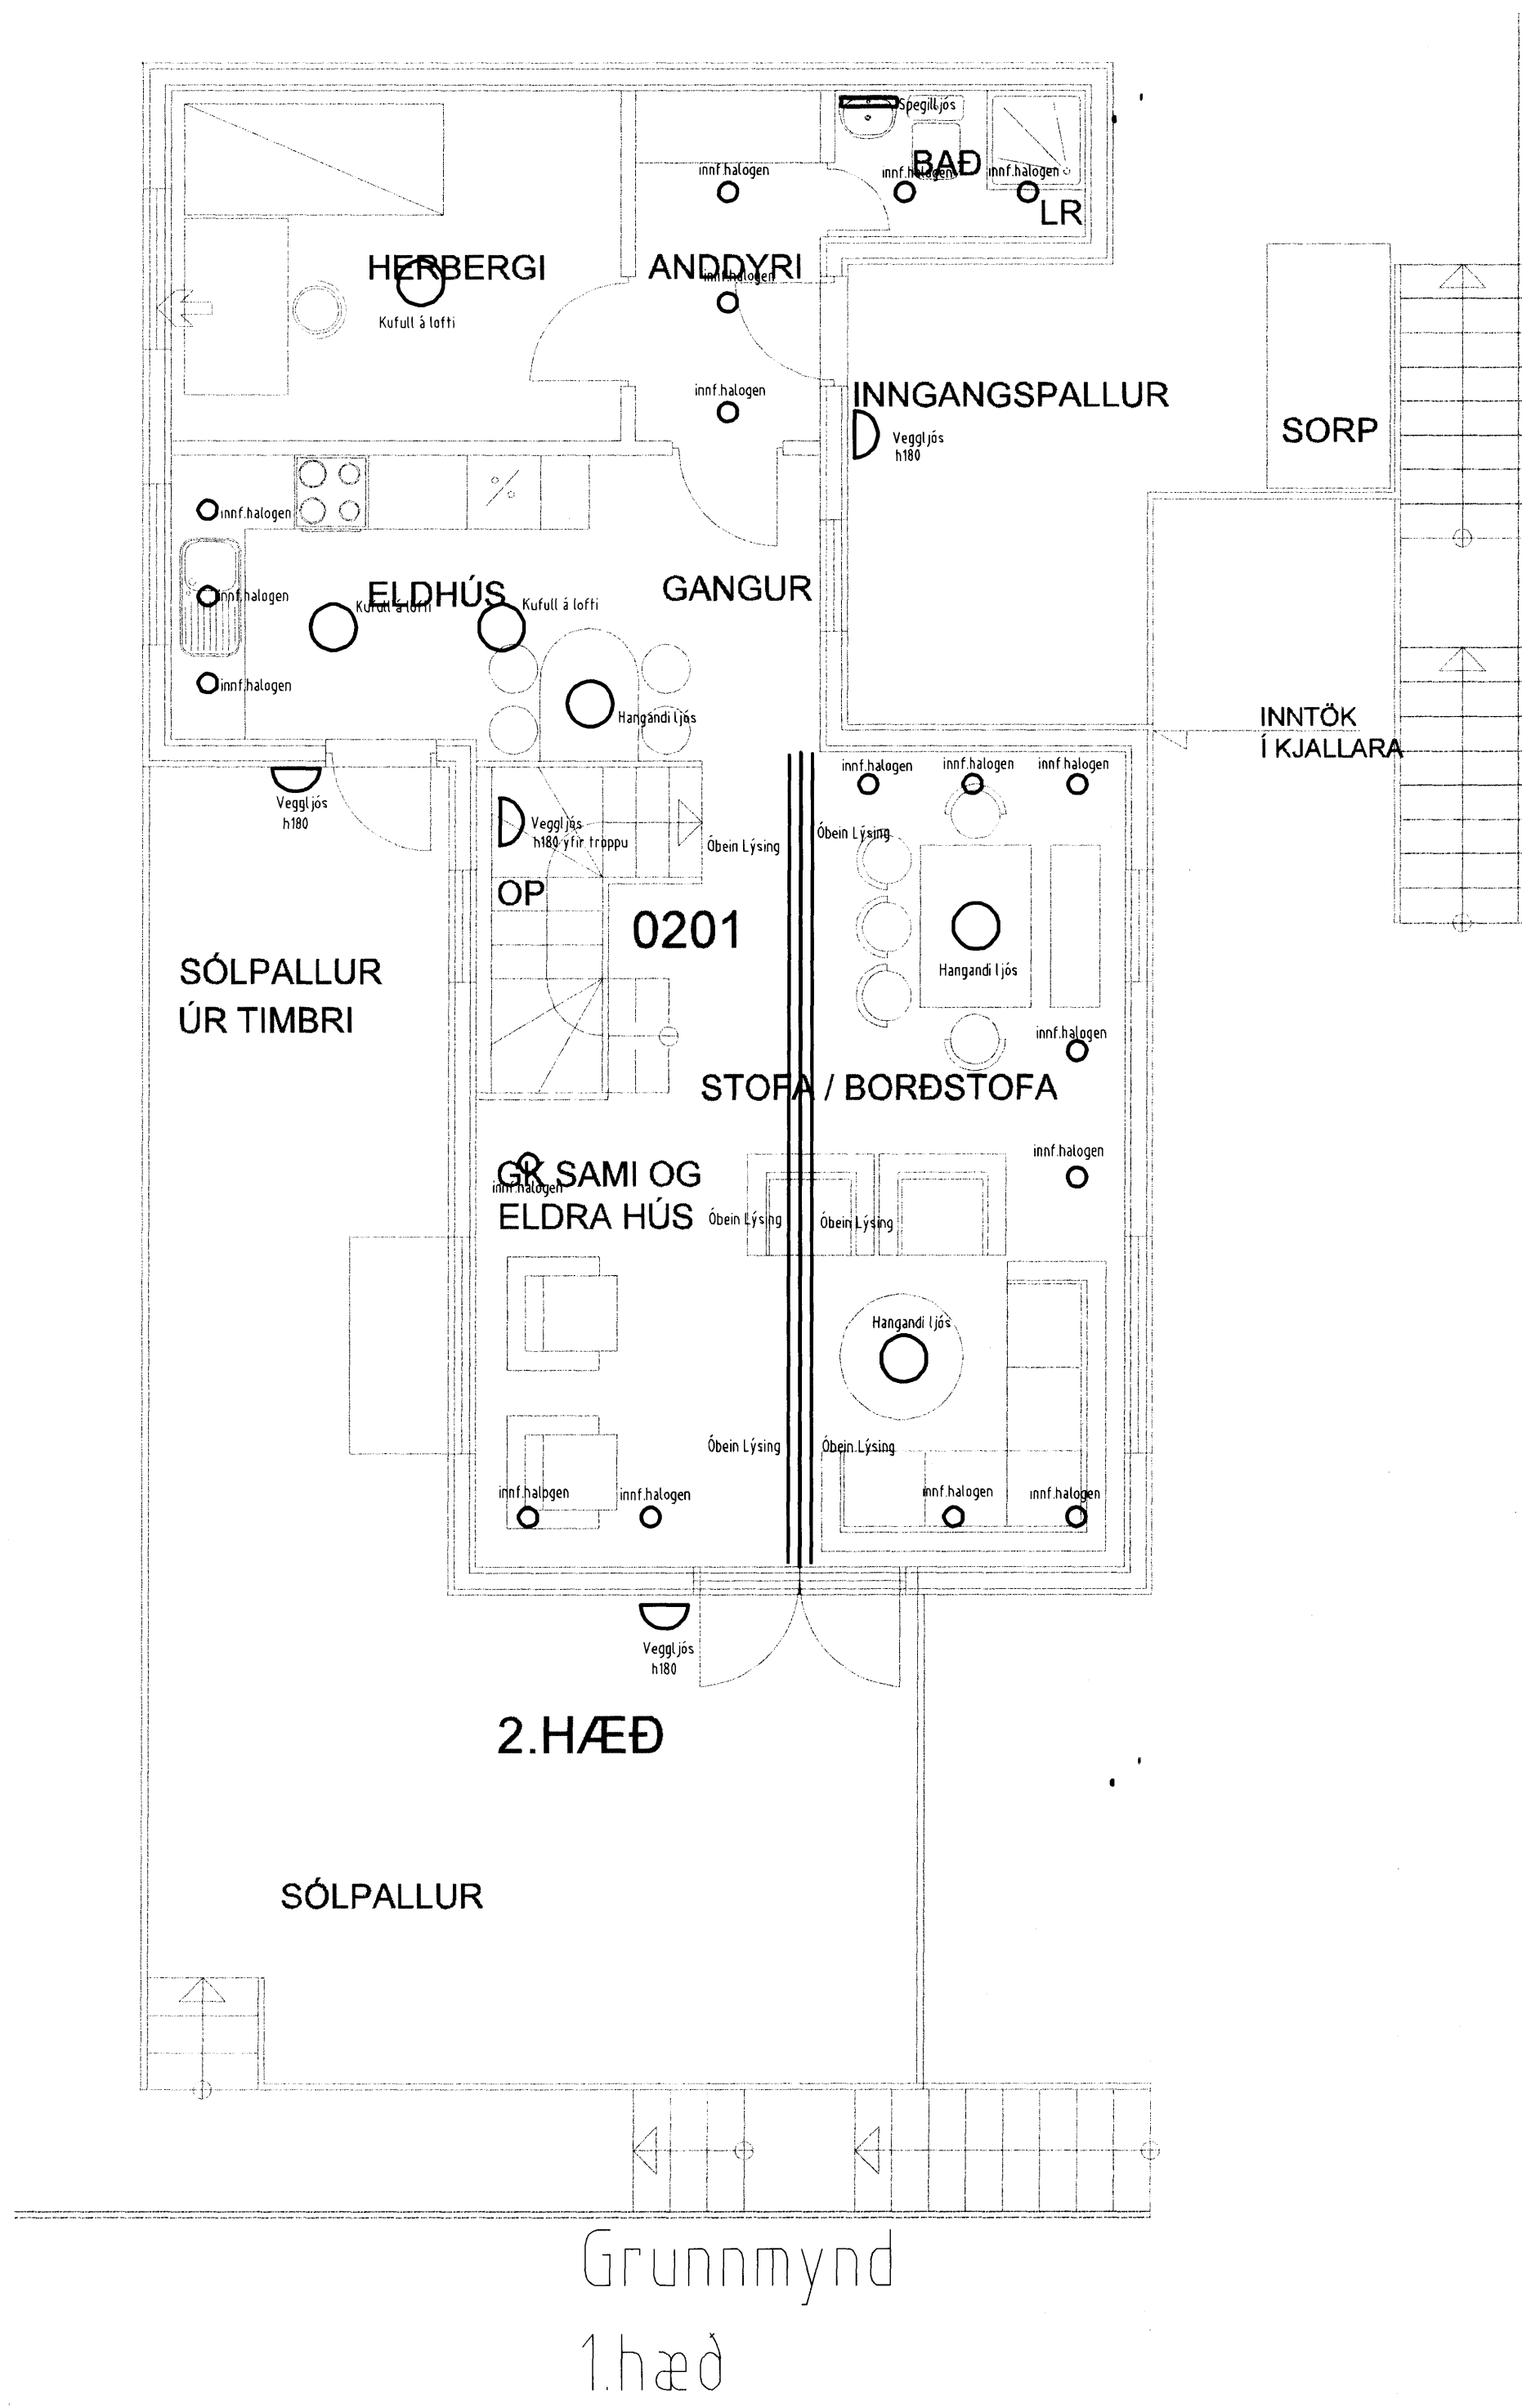 Spegilljós
BAÐ
innf.halogen
innf.halogen
innf.halogen
LR
HERBERGI
ANDDYRI
innf.halogen
Kufull á lofti
innf.halogen
INNGANGSPALLUR
SORP
Veggljós
h180
innf.halogen
innf.halogen
innf.halogen
ELDHÚS
Kufull á lofti
Kufull á lofti
GANGUR
Hangandi ljós
INNTÖK
Í KJALLARA
innf.halogen
innf.halogen
innf.halogen
Veggljós
h180
Veggljós
h180 yfir tröppu
Óbein Lýsing
Óbein Lýsing
OP
0201
SÓLPALLUR
ÚR TIMBRI
Hangandi ljós
innf.halogen
STOFA / BORÐSTOFA
innf.halogen
GK SAMI OG
innf.halogen
ELDRA HÚS
Óbein Lýsing
Óbein Lýsing
Hangandi ljós
Óbein Lýsing
Óbein Lýsing
innf.halogen
innf.halogen
innf.halogen
innf.halogen
Veggljós
h180
2.HÆÐ
SÓLPALLUR
Grunnmynd
1.hæð